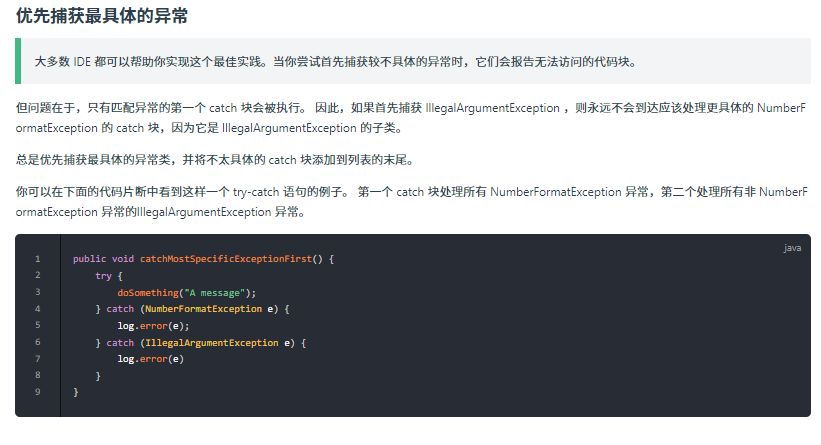 优先捕获最具体的异常
大多数 IDE 都可以帮助你实现这个最佳实践。当你尝试首先捕获较不具体的异常时，它们会报告无法访问的代码块。
但问题在于，只有匹配异常的第一个 catch 块会被执行。 因此，如果首先捕获 IllegalArgumentException ，则永远不会到达应该处理更具体的 NumberF
ormatException 的 catch 块，因为它是 IllegalArgumentException 的子类。
总是优先捕获最具体的异常类，并将不太具体的 catch 块添加到列表的末尾。
你可以在下面的代码片断中看到这样一个 try-catch 语句的例子。 第一个 catch 块处理所有 NumberFormatException 异常，第二个处理所有非 NumberF
ormatException 异常的IllegalArgumentException 异常。
java
1 public void catchMostSpecificExceptionFirst() {
2     try {
3         doSomething("A message");
4     } catch (NumberFormatException e) {
5         log.error(e);
6     } catch (IllegalArgumentException e) {
7         log.error(e)
8     }
9 }